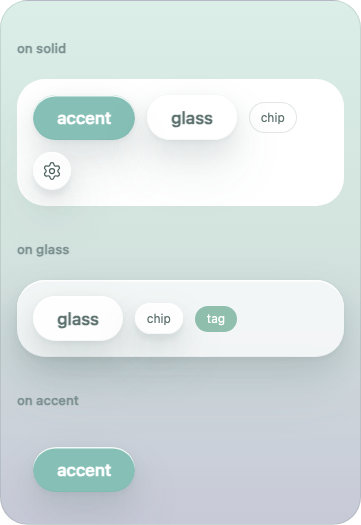 on solid
accent
glass
chip
on glass
glass
chip
tag
on accent
accent